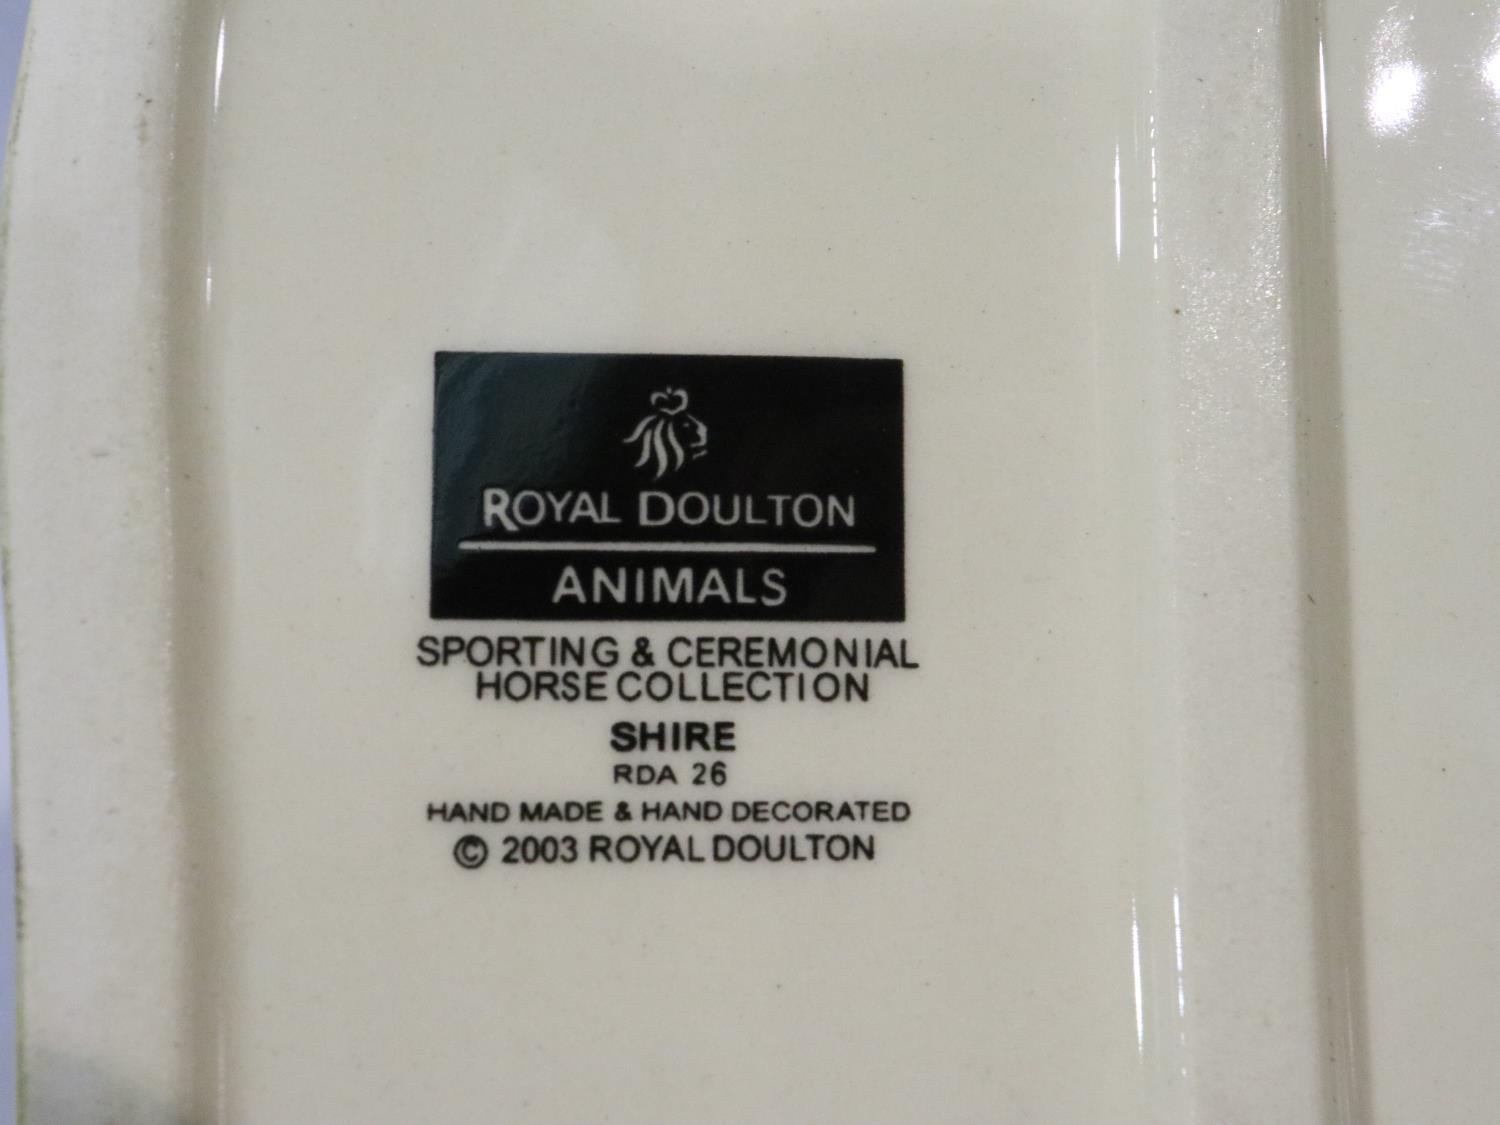 ROYAL DOULTON
ANIMALS
SPORTING & CEREMONIAL
HORSE COLLECTION
SHIRE
RDA 26
HAND MADE & HAND DECORATED
© 2003 ROYAL DOULTON